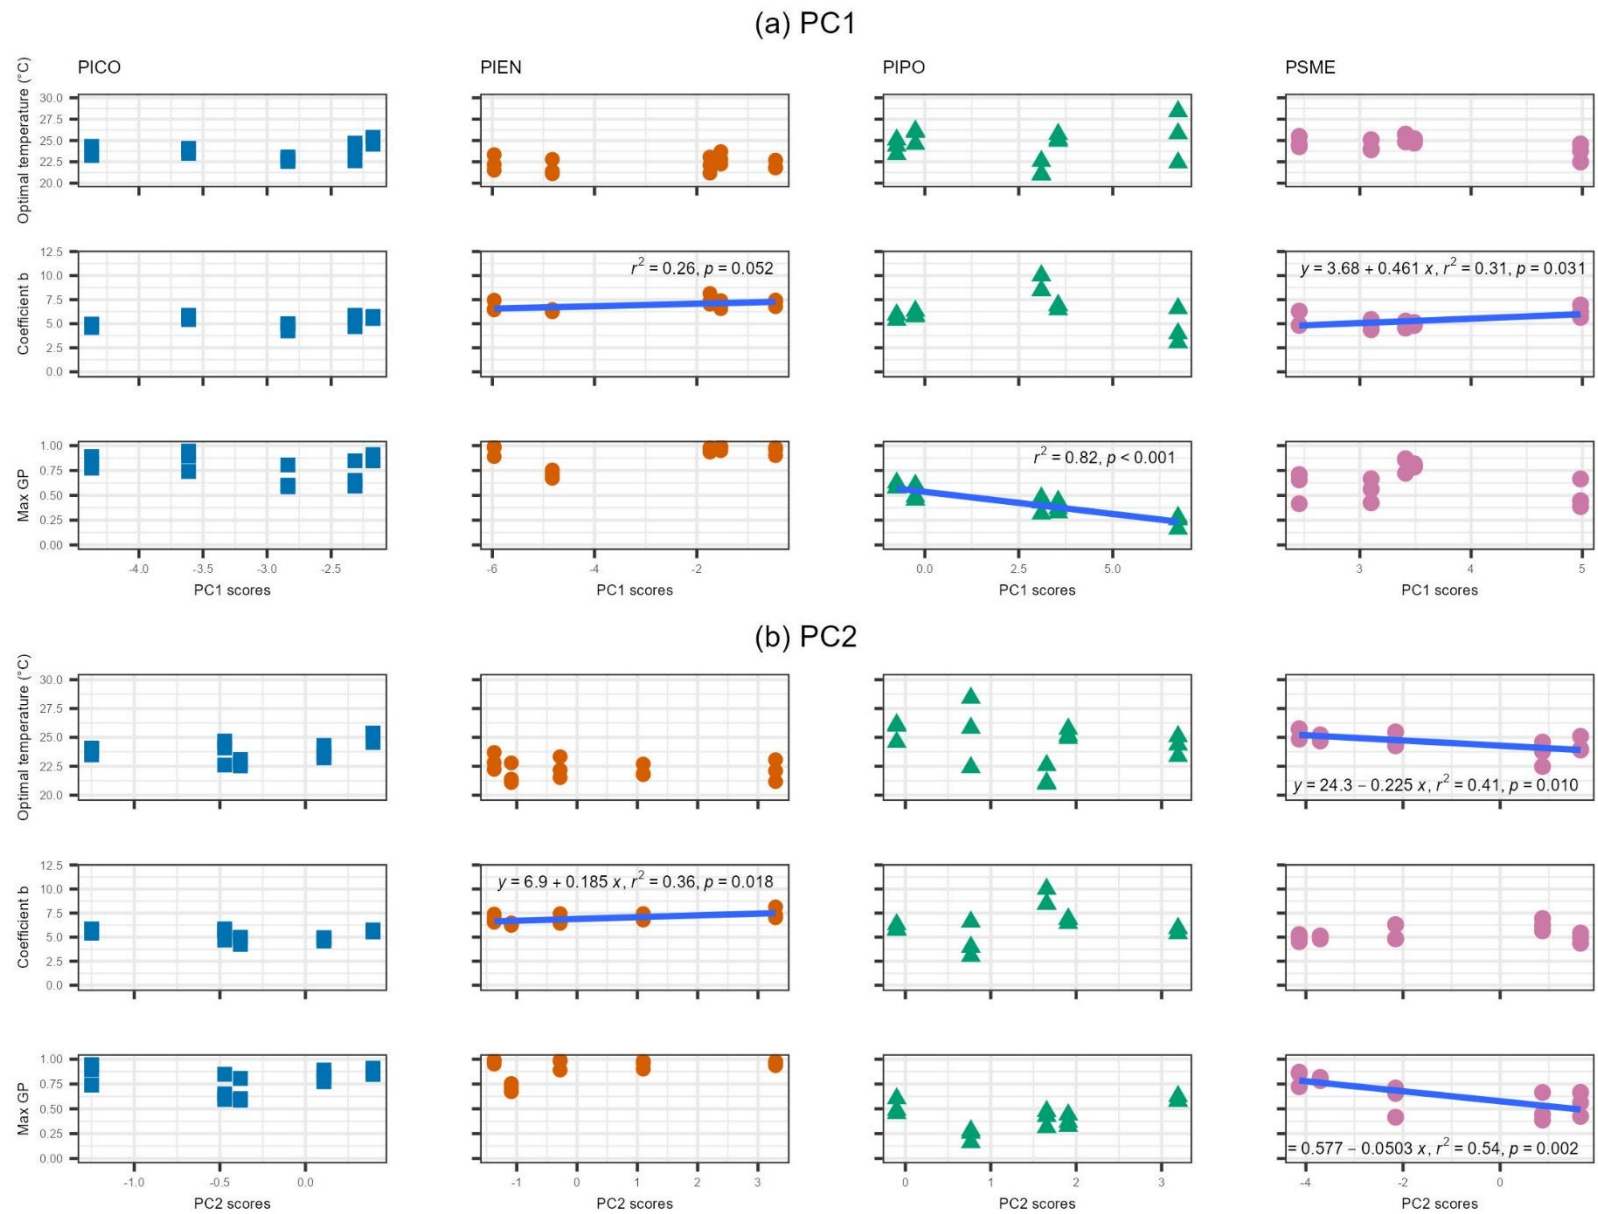 (a) PC1
PICO
PIEN
PIPO
PSME
Optimal temperature (°C)
30.0
27.5
25.0
22.5
20.0
Coefficient b
12.5
10.0
7.5
5.0
2.5
0.0
r² = 0.26, p = 0.052
y = 3.68 + 0.461 x, r² = 0.31, p = 0.031
Max GP
1.00
0.75
0.50
0.25
0.00
r² = 0.82, p < 0.001
-4.0 -3.5 -3.0 -2.5
-6 -4 -2
0.0 2.5 5.0
3 4 5
PC1 scores
PC1 scores
PC1 scores
PC1 scores
(b) PC2
Optimal temperature (°C)
30.0
27.5
25.0
22.5
20.0
y = 24.3 − 0.225 x, r² = 0.41, p = 0.010
Coefficient b
12.5
10.0
7.5
5.0
2.5
0.0
y = 6.9 + 0.185 x, r² = 0.36, p = 0.018
Max GP
1.00
0.75
0.50
0.25
0.00
= 0.577 − 0.0503 x, r² = 0.54, p = 0.002
-1.0 -0.5 0.0
-1 0 1 2 3
0 1 2 3
-4 -2 0
PC2 scores
PC2 scores
PC2 scores
PC2 scores